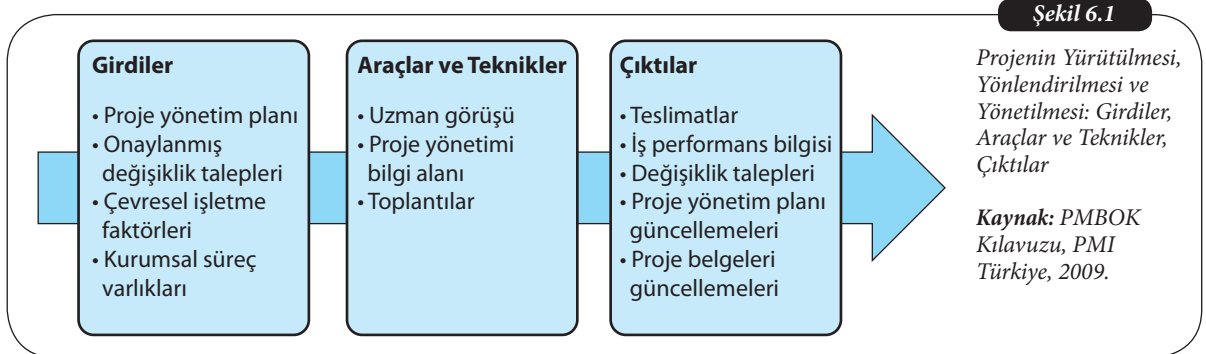 Şekil 6.1
Girdiler
• Proje yönetim planı
• Onaylanmış
değişiklik talepleri
• Çevresel işletme
faktörleri
• Kurumsal süreç
varlıkları
Araçlar ve Teknikler
• Uzman görüşü
• Proje yönetimi
bilgi alanı
• Toplantılar
Çıktılar
• Teslimatlar
• İş performans bilgisi
• Değişiklik talepleri
• Proje yönetim planı
güncellemeleri
• Proje belgeleri
güncellemeleri
Projenin Yürütülmesi,
Yönlendirilmesi ve
Yönetilmesi: Girdiler,
Araçlar ve Teknikler,
Çıktılar
Kaynak: PMBOK
Kılavuzu, PMI
Türkiye, 2009.